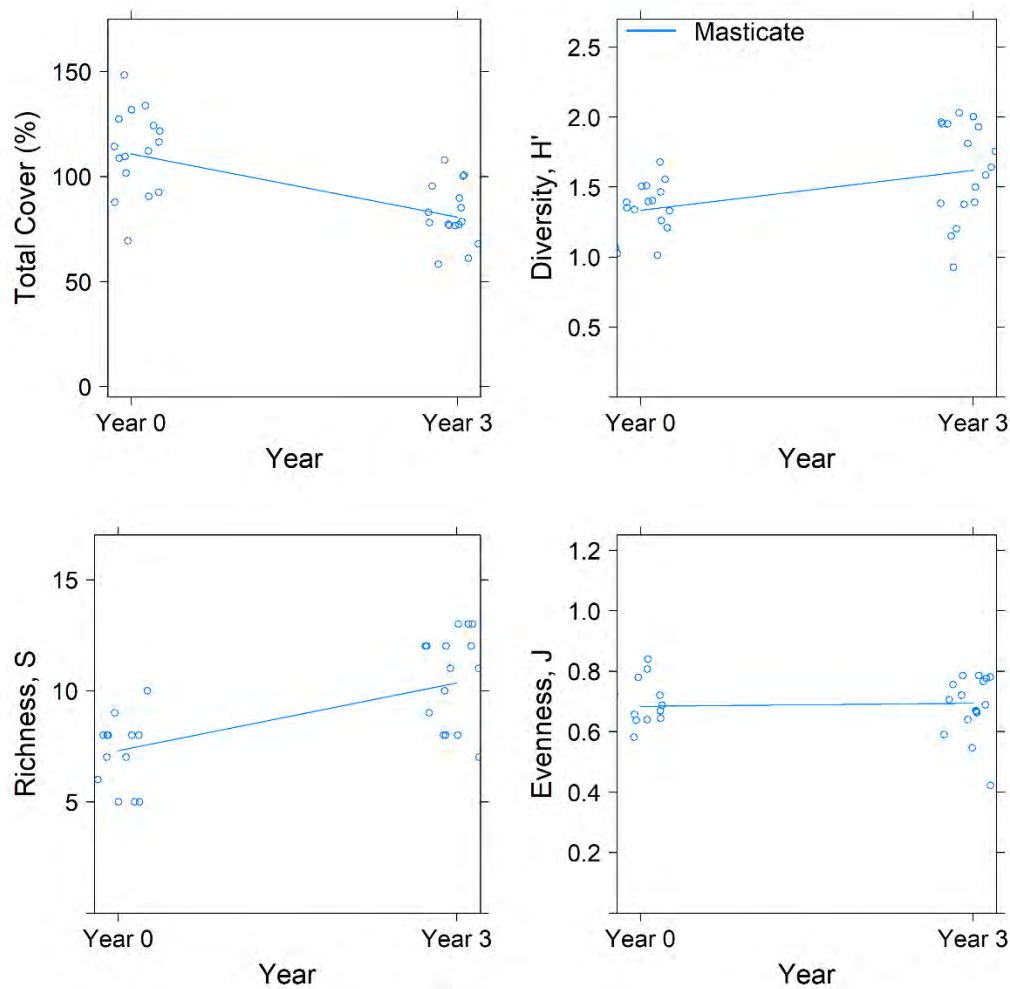 Total Cover (%)
150
100
50
0
Year 0
Year 3
Year
Masticate
Diversity, H'
2.5
2.0
1.5
1.0
0.5
Year 0
Year 3
Year
Richness, S
15
10
5
Year 0
Year 3
Year
Evenness, J
1.2
1.0
0.8
0.6
0.4
0.2
Year 0
Year 3
Year